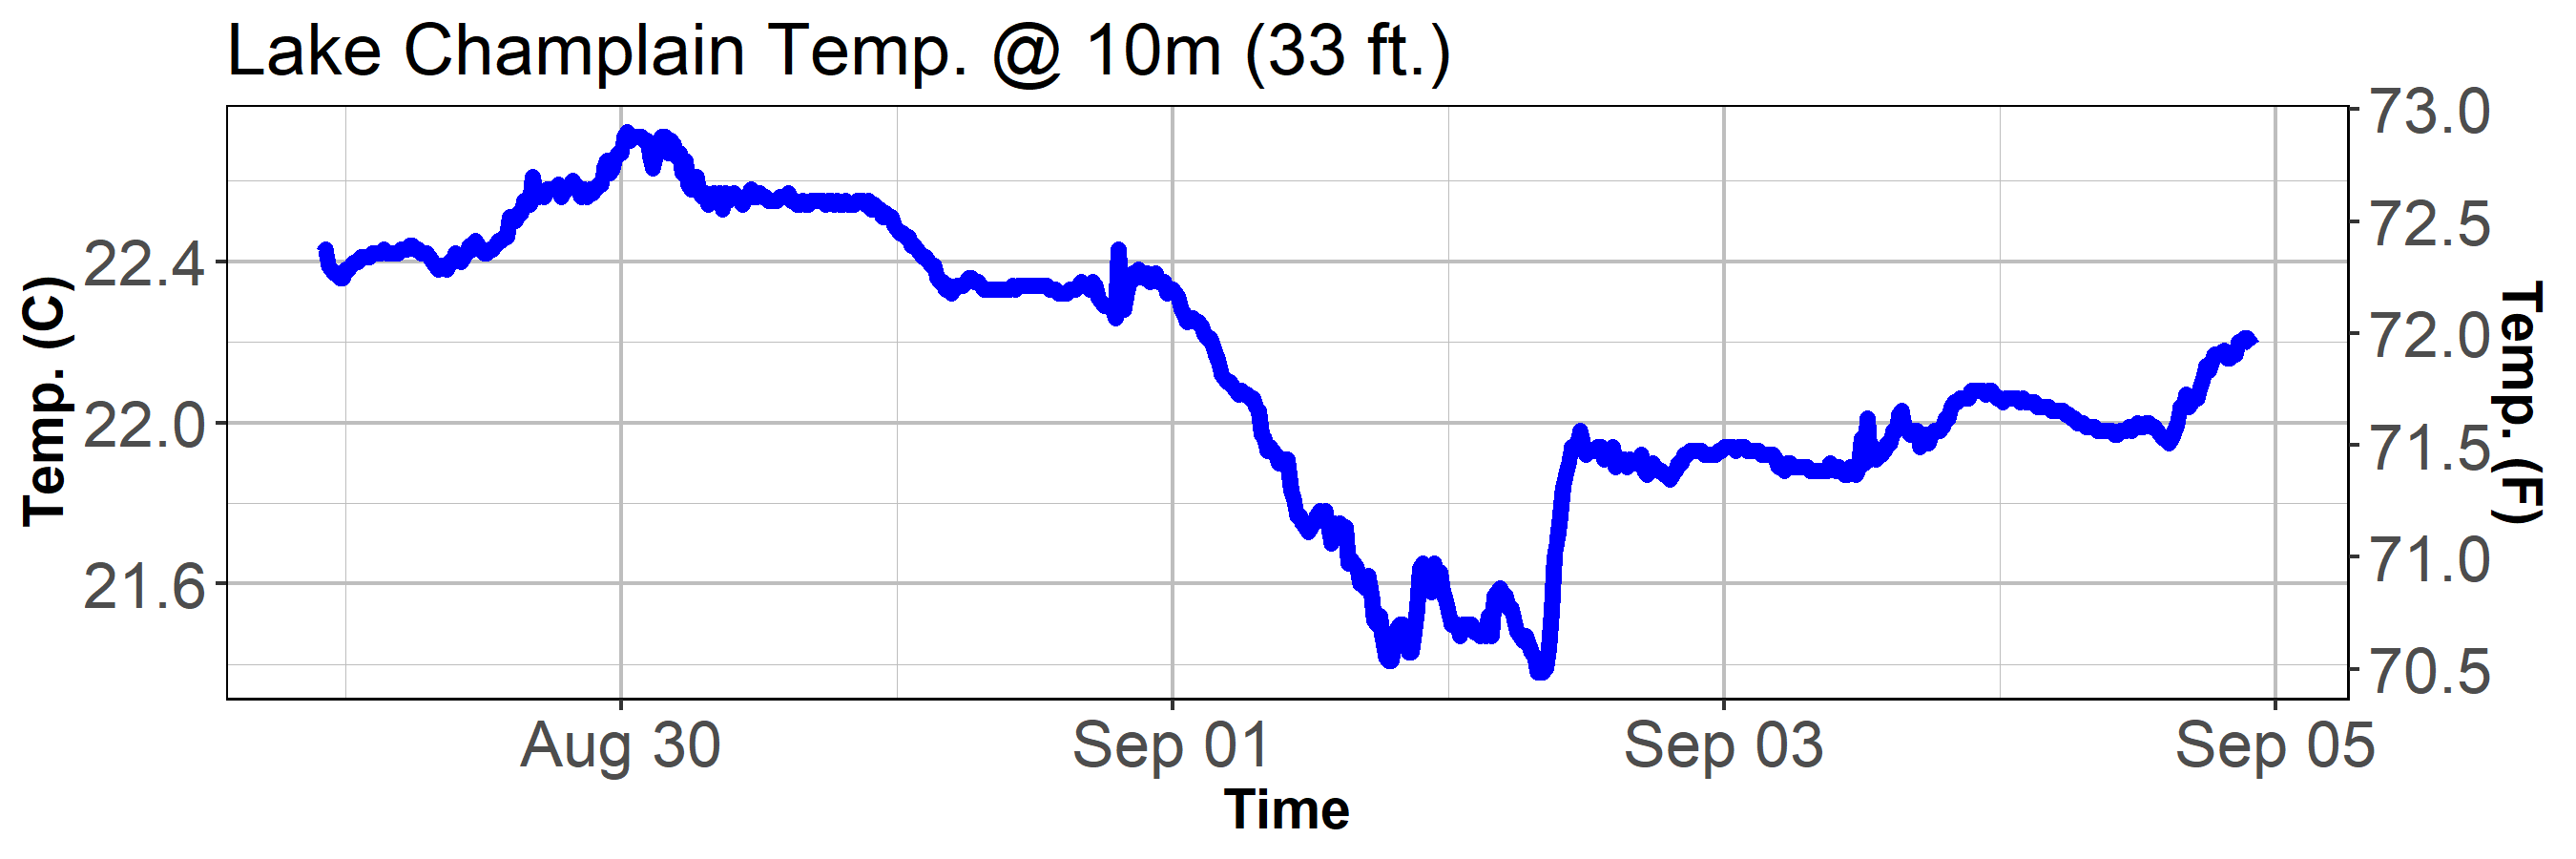 Lake Champlain Temp. @ 10m (33 ft.)
Temp. (C)
22.4
22.0
21.6
73.0
72.5
72.0
71.5
71.0
70.5
Temp. (F)
Aug 30 Sep 01 Sep 03 Sep 05
Time